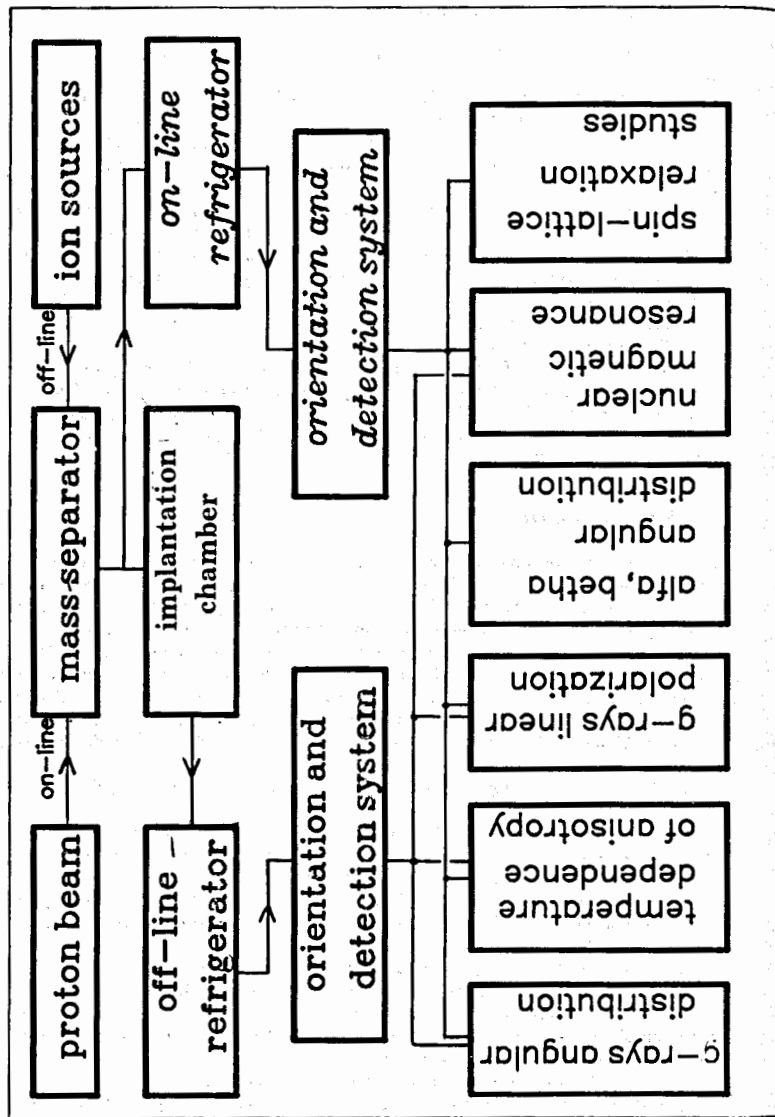 proton beam
on-line
mass-separator
off-line
ion sources
off-line -
refrigerator
implantation
chamber
on-line
refrigerator
orientation and
detection system
orientation and
detection system
g-rays angular
distribution
temperature
dependence
of anisotropy
g-rays linear
polarization
alfa, betha
angular
distribution
nuclear
magnetic
resonance
spin-lattice
relaxation
studies